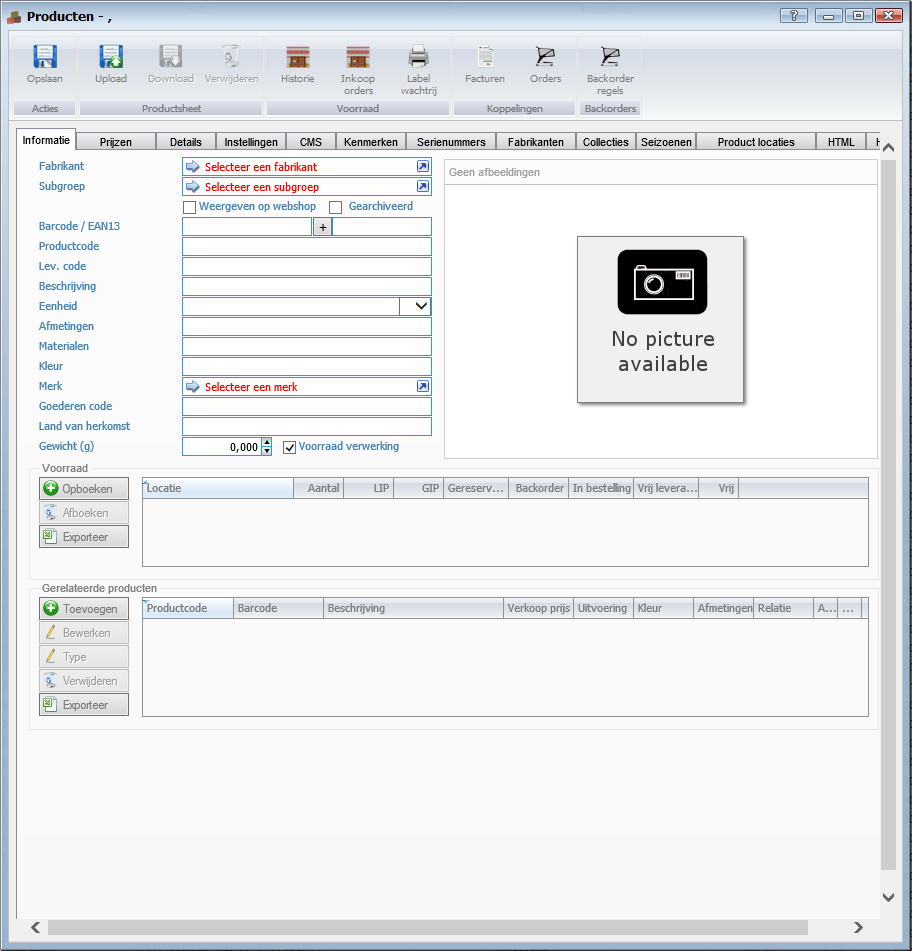 Producten - ,
?
Opslaan Upload Download Verwijderen Historie Inkoop orders Label wachtrij Facturen Orders Backorder regels
Acties Productsheet Voorraad Koppelingen Backorders
Informatie Prijzen Details Instellingen CMS Kenmerken Serienummers Fabrikanten Collecties Seizoenen Product locaties HTML
Fabrikant Selecteer een fabrikant
Geen afbeeldingen
Subgroep Selecteer een subgroep
Weergeven op webshop Gearchiveerd
Barcode / EAN13 +
Productcode
Lev. code
Beschrijving
Eenheid
Afmetingen
Materialen
Kleur
Merk Selecteer een merk
Goederen code
Land van herkomst
Gewicht (g) 0,000 Voorraad verwerking
No picture
available
Voorraad
Opboeken
Afboeken
Exporteer
Locatie Aantal LIP GIP Gereserv... Backorder In bestelling Vrij levera... Vrij
Gerelateerde producten
Toevoegen
Bewerken
Type
Verwijderen
Exporteer
Productcode Barcode Beschrijving Verkoop prijs Uitvoering Kleur Afmetingen Relatie A... ...